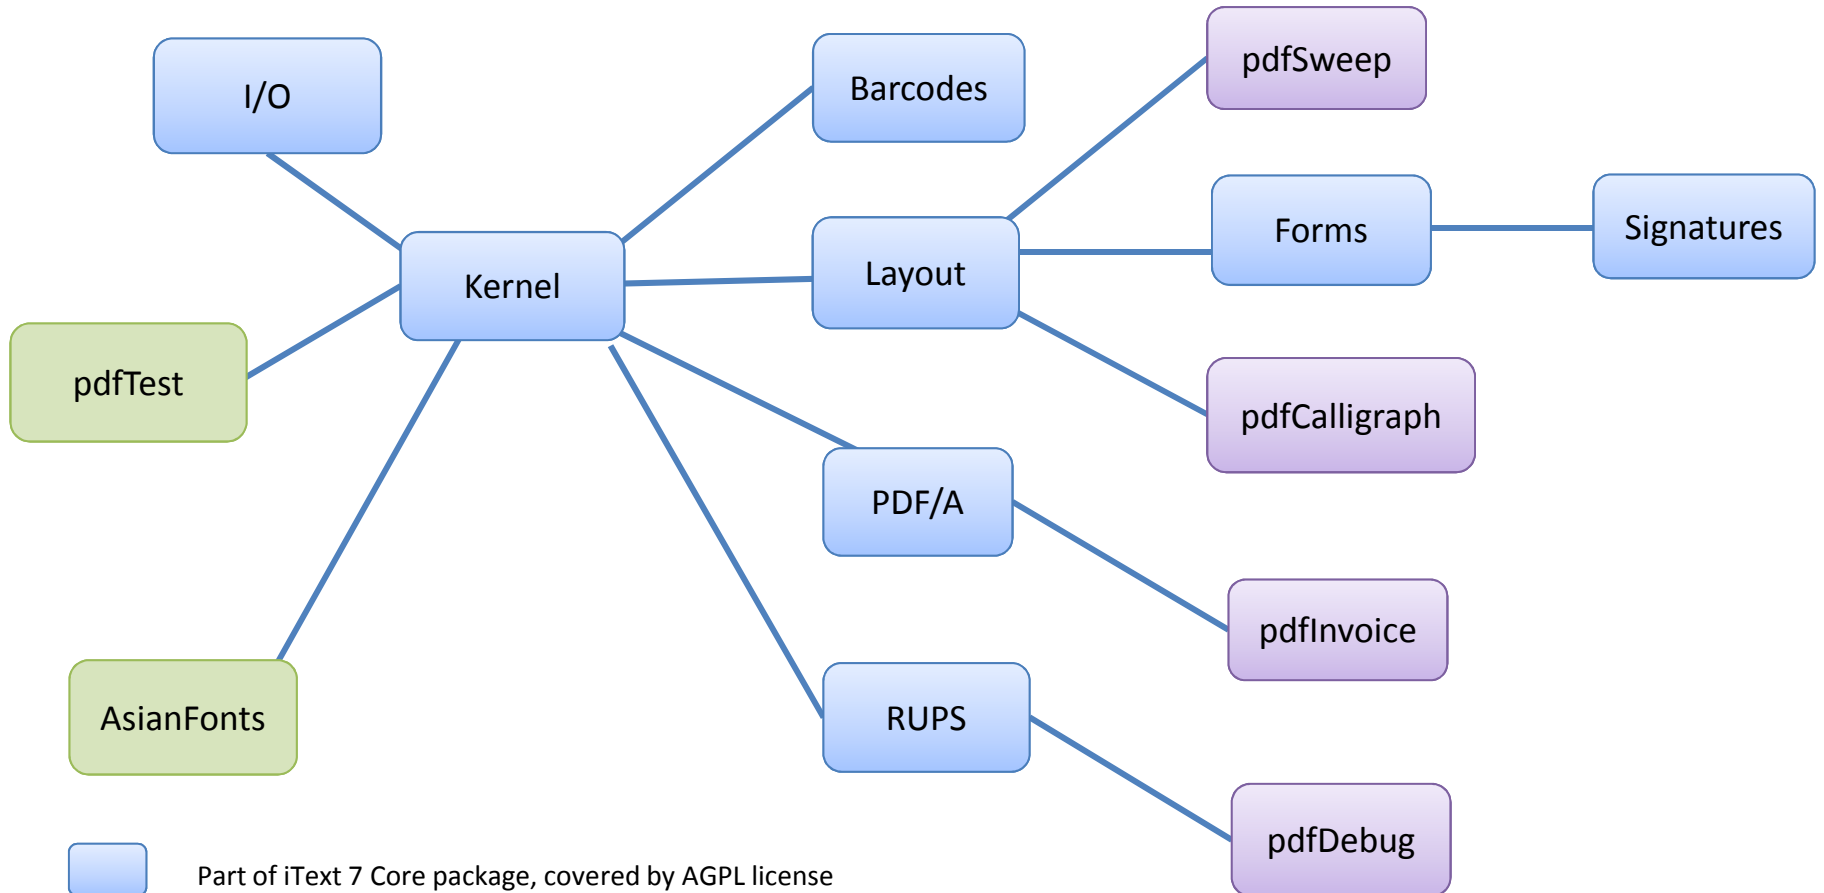 pdfSweep
I/O
Barcodes
Forms
Signatures
Kernel
Layout
pdfTest
pdfCalligraph
PDF/A
pdfInvoice
AsianFonts
RUPS
pdfDebug
Part of iText 7 Core package, covered by AGPL license